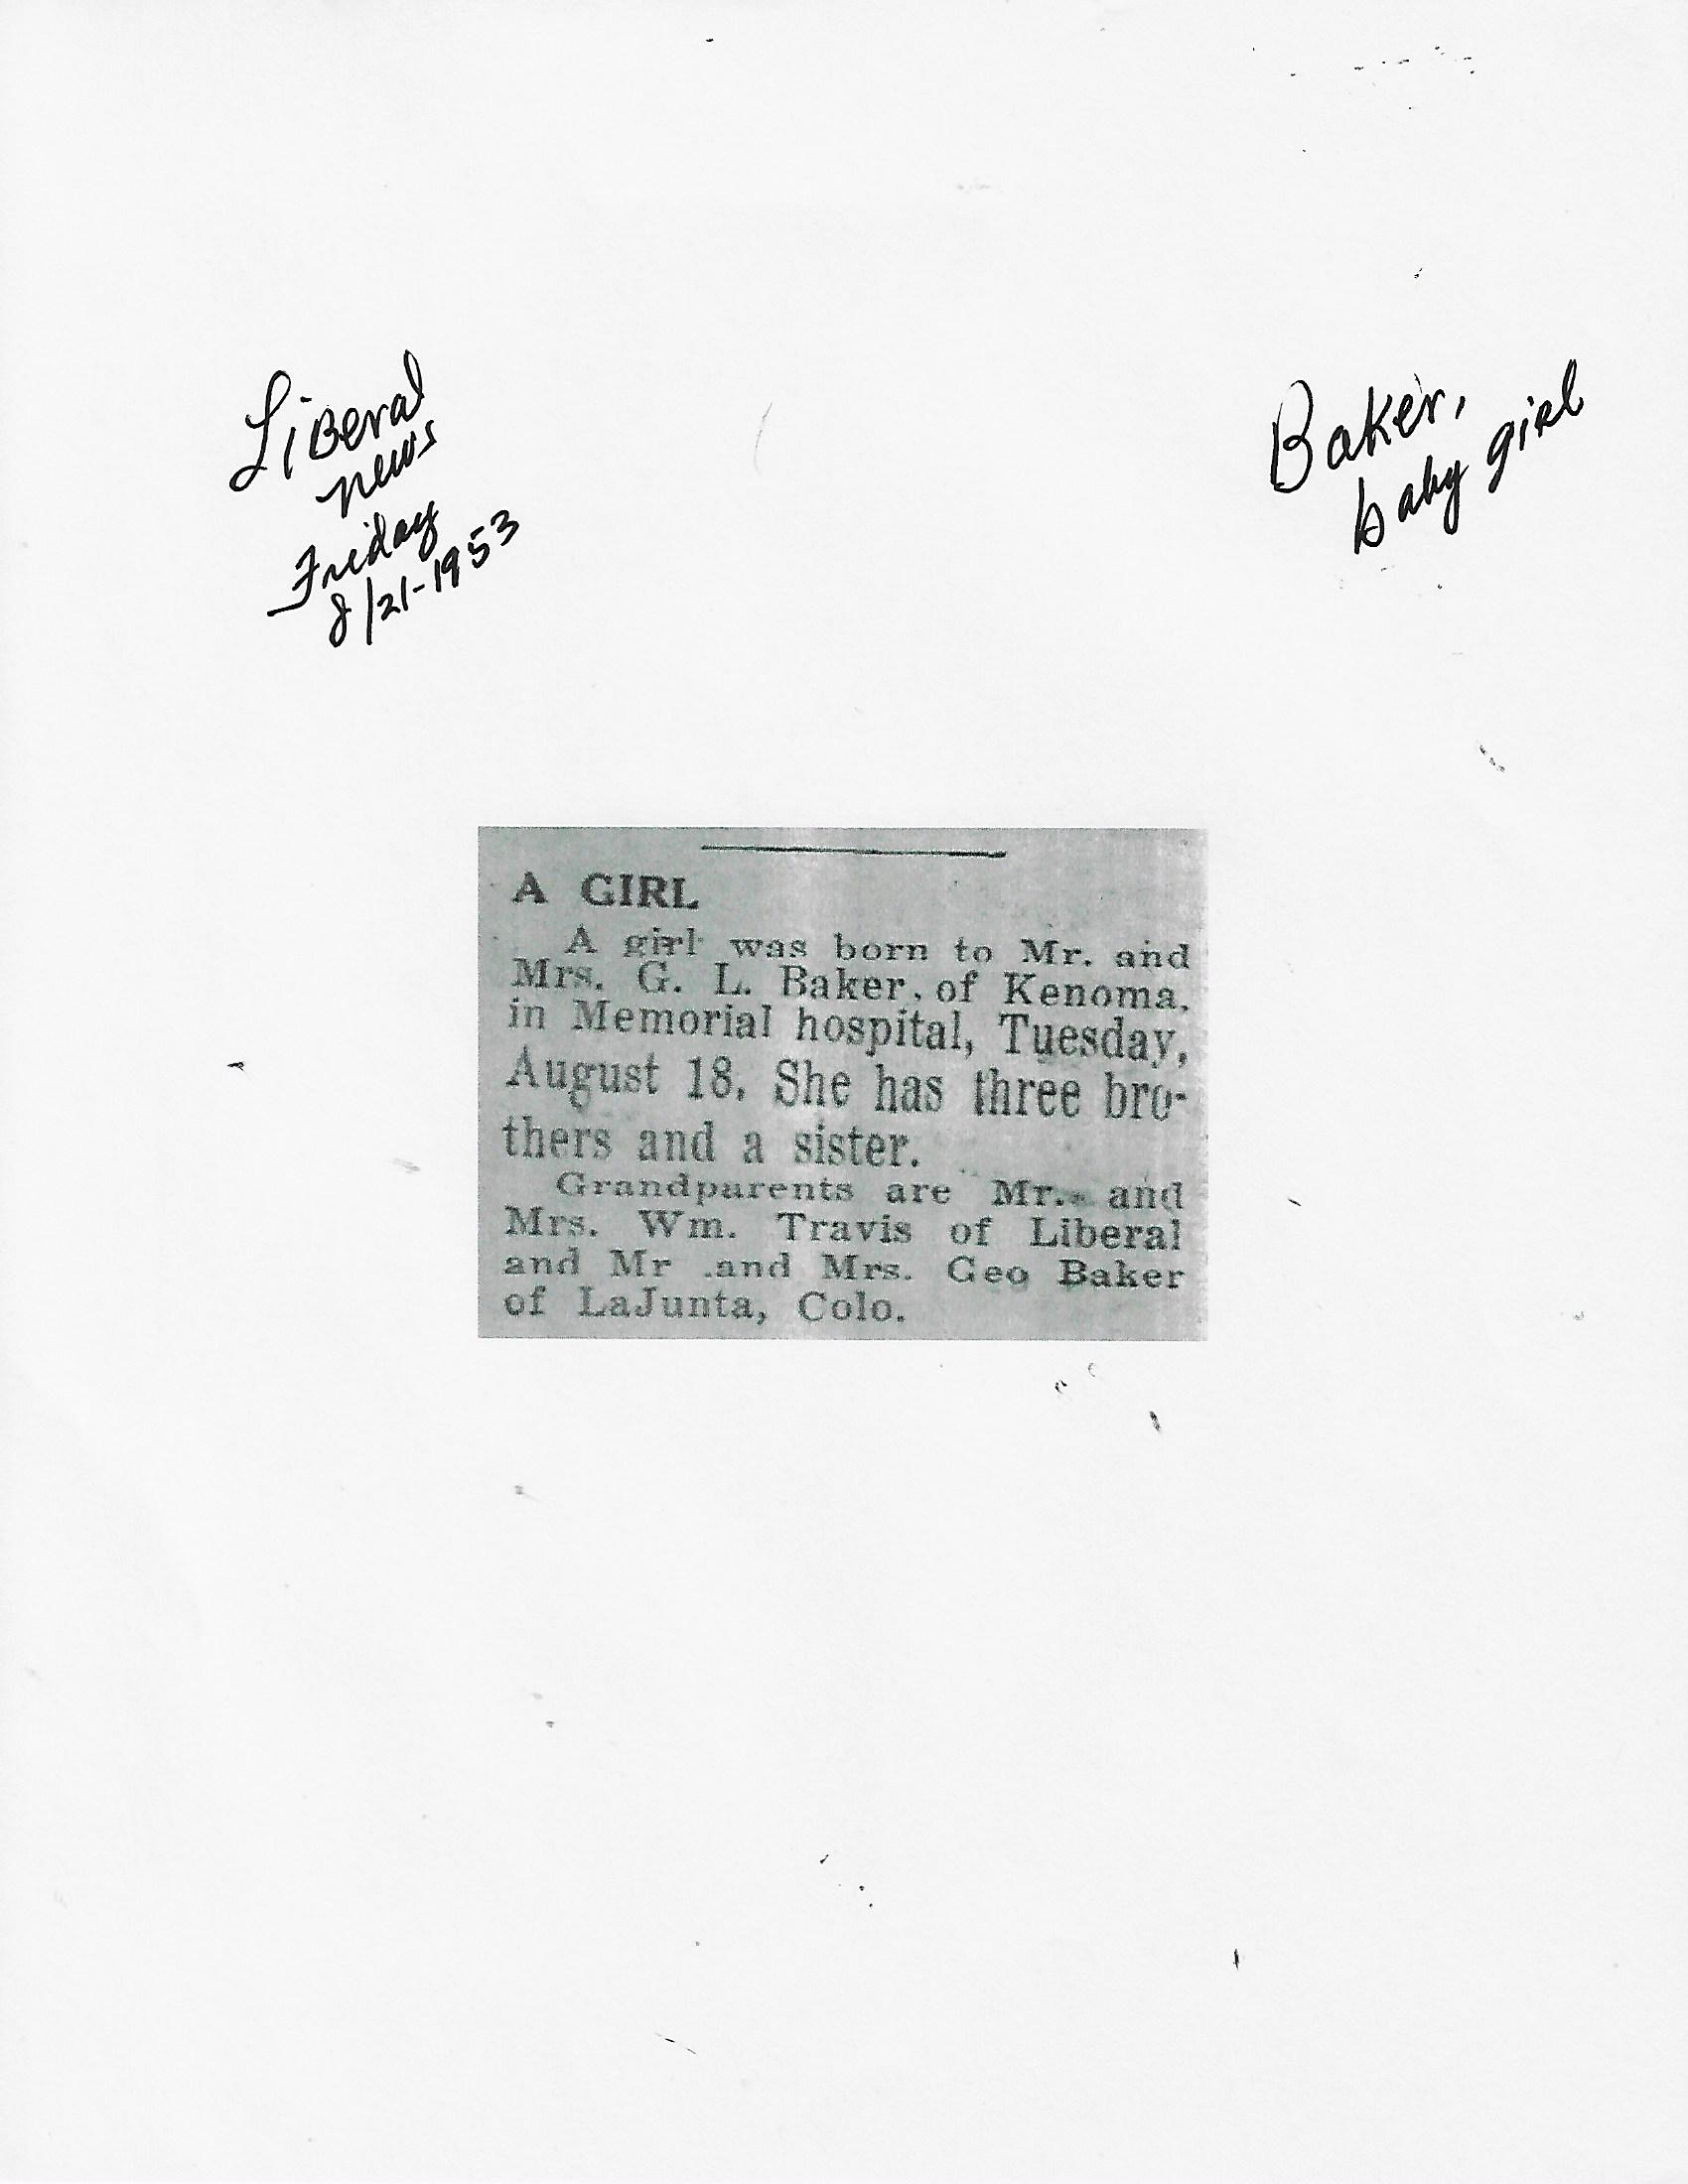 Liberal
News
Friday
8/21-1953
Baker,
baby girl
A GIRL
A girl was born to Mr. and
Mrs. G. L. Baker, of Kenoma,
in Memorial hospital, Tuesday,
August 18. She has three bro-
thers and a sister.
Grandparents are Mr. and
Mrs. Wm. Travis of Liberal
and Mr .and Mrs. Geo Baker
of LaJunta, Colo.